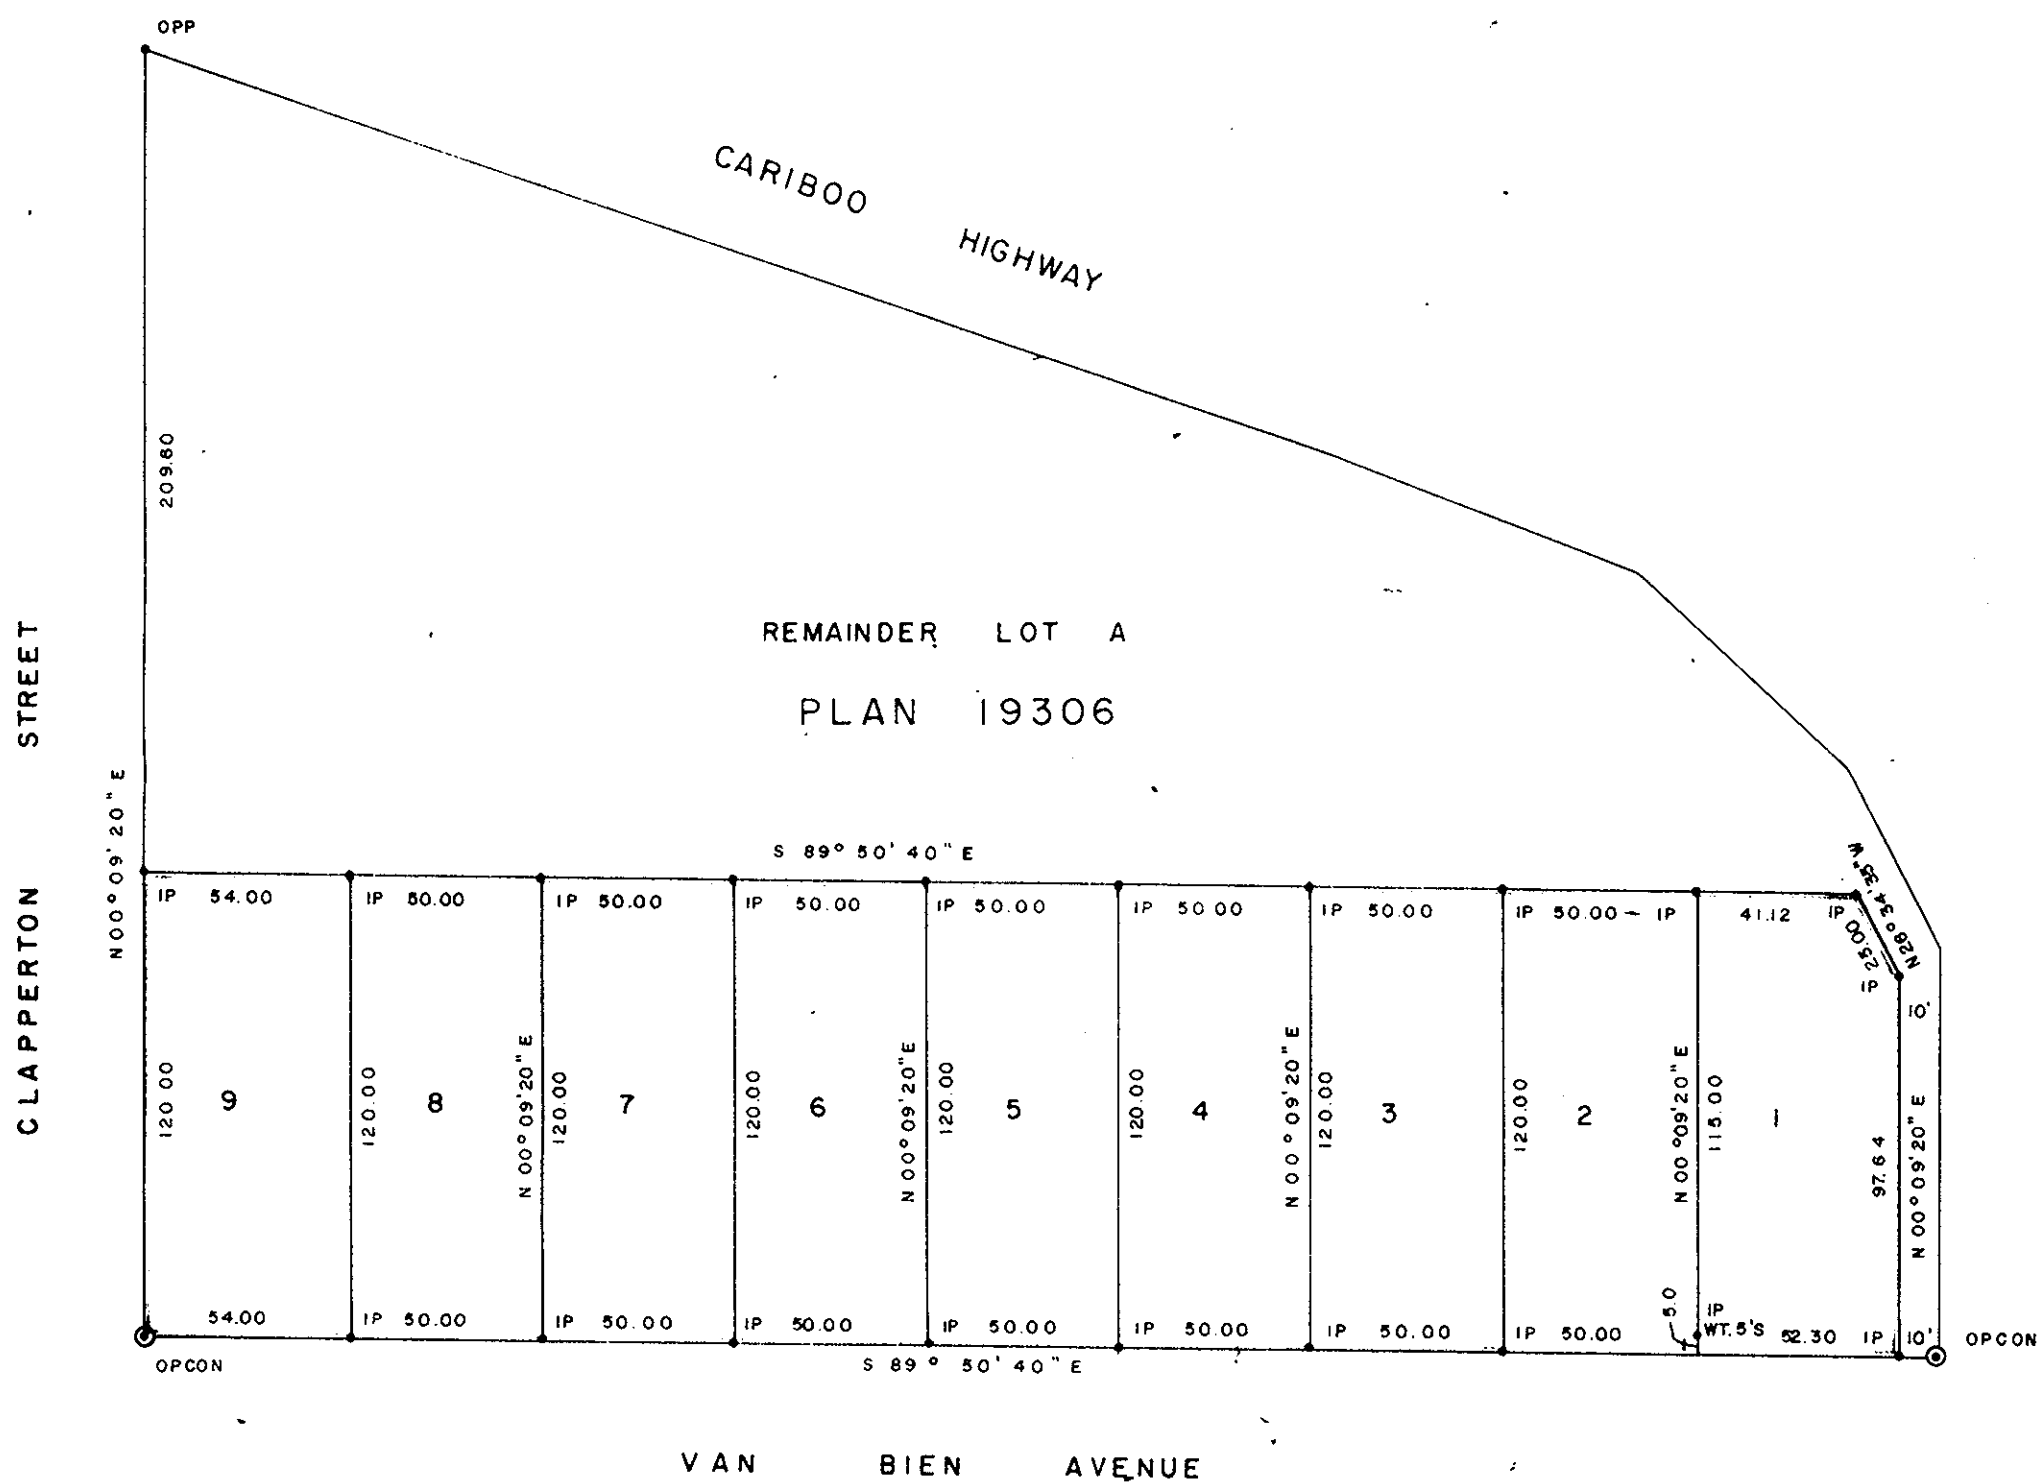 OPP
CARIBOO
HIGHWAY
209.80
CLAPPERTON STREET
N 00° 09' 20" E
REMAINDER LOT A
PLAN 19306
S 89° 50' 40" E
IP 54.00 IP 50.00 IP 50.00 IP 50.00 IP 50.00 IP 50.00 IP 50.00 IP 50.00 - IP 41.12 IP
N 28° 34' 35" W
25.00
IP
10'
120.00
9
120.00
8
N 00° 09' 20" E
120.00
7
120.00
6
N 00° 09' 20" E
120.00
5
120.00
4
N 00° 09' 20" E
120.00
3
120.00
2
N 00° 09' 20" E
115.00
1
97.64
N 00° 09' 20" E
5.0
IP
WT. 5'S
54.00 IP 50.00 IP 50.00 IP 50.00 IP 50.00 IP 50.00 IP 50.00 IP 50.00 52.30 IP 10' OPCON
OPCON
S 89° 50' 40" E
VAN BIEN AVENUE